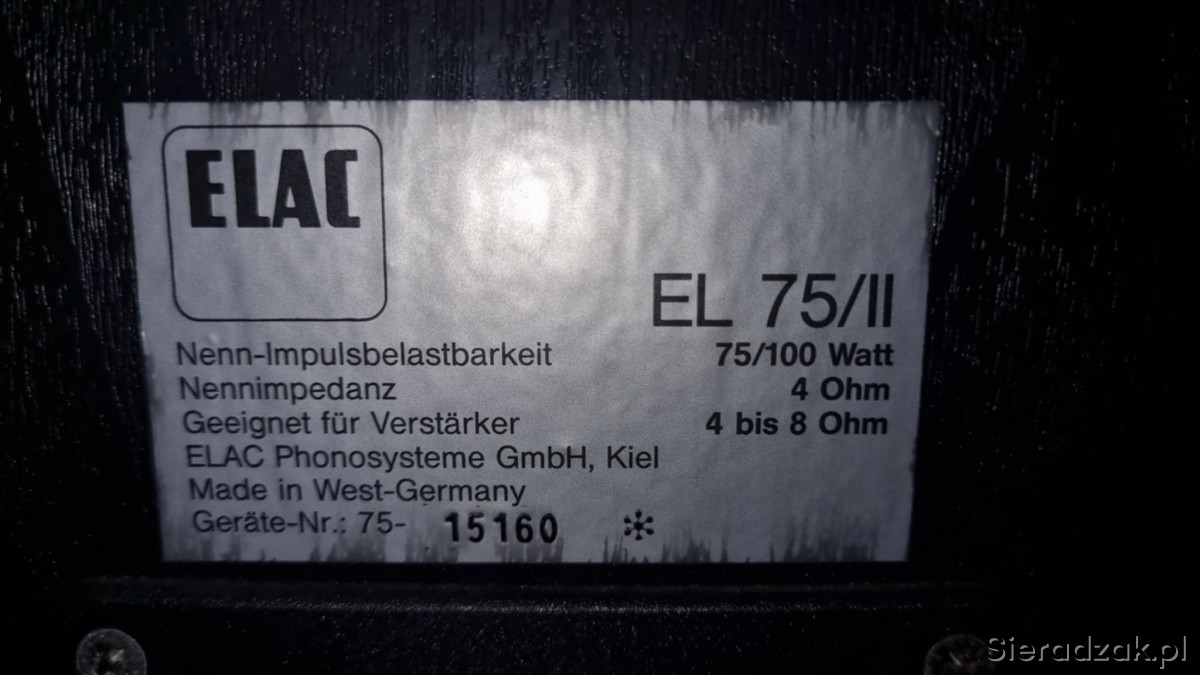 ELAC
EL 75/II
Nenn-Impulsbelastbarkeit 75/100 Watt
Nennimpedanz 4 Ohm
Geeignet für Verstärker 4 bis 8 Ohm
ELAC Phonosysteme GmbH, Kiel
Made in West-Germany
Geräte-Nr.: 75- 15160 *
Sieradzak.pl